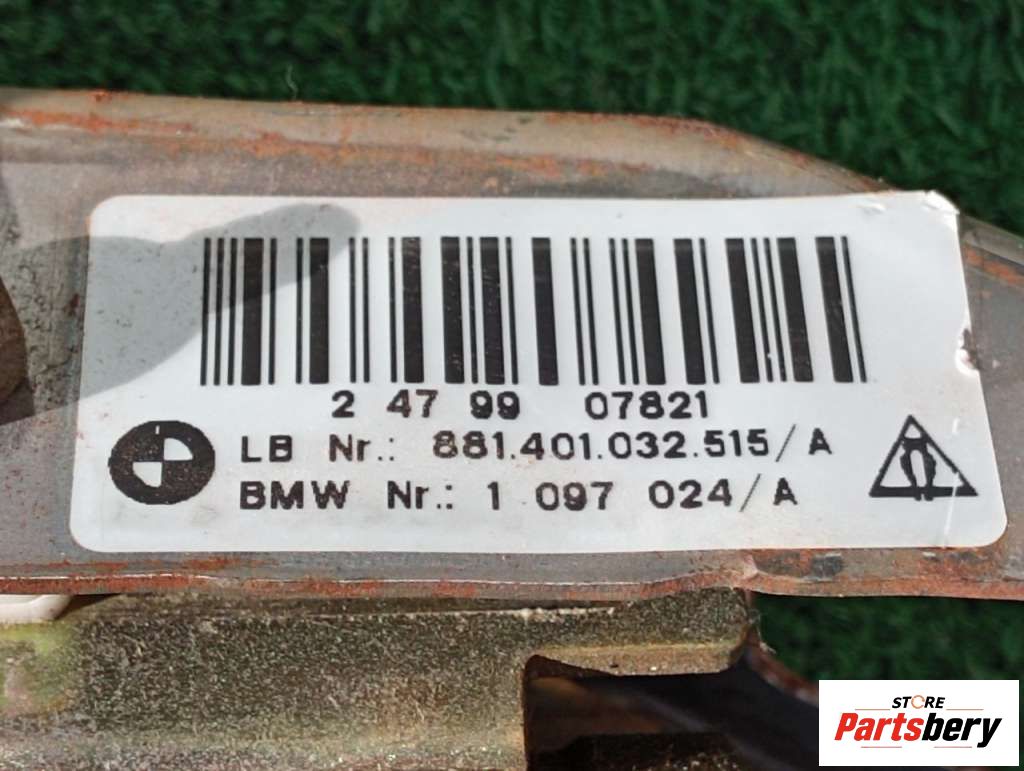 2 47 99 07821
LB Nr.: 881.401.032.515/A
BMW Nr.: 1 097 024/A
STORE
Partsbery